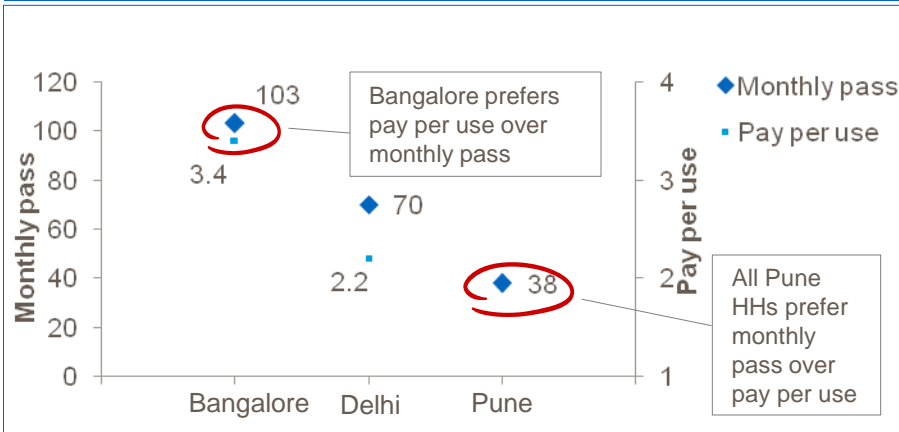 120
100
80
60
40
20
0
Monthly pass
103
3.4
70
2.2
38
Bangalore prefers
pay per use over
monthly pass
4
3
2
1
Pay per use
Monthly pass
Pay per use
All Pune
HHs prefer
monthly
pass over
pay per use
Bangalore
Delhi
Pune